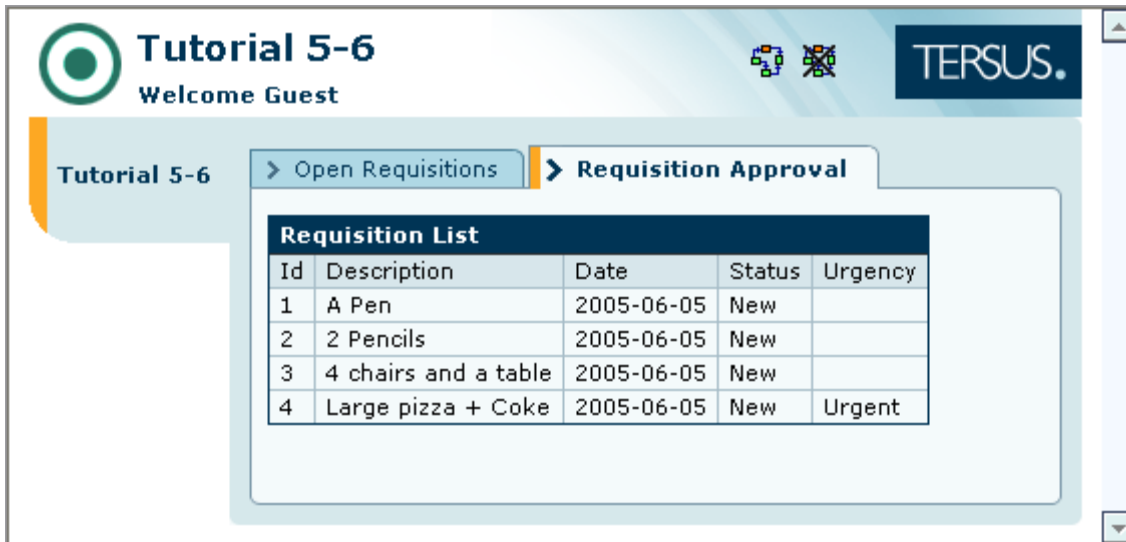 Tutorial 5-6
Welcome Guest
TERSUS.
Tutorial 5-6
Open Requisitions
Requisition Approval
Requisition List
Id Description Date Status Urgency
1 A Pen 2005-06-05 New
2 2 Pencils 2005-06-05 New
3 4 chairs and a table 2005-06-05 New
4 Large pizza + Coke 2005-06-05 New Urgent